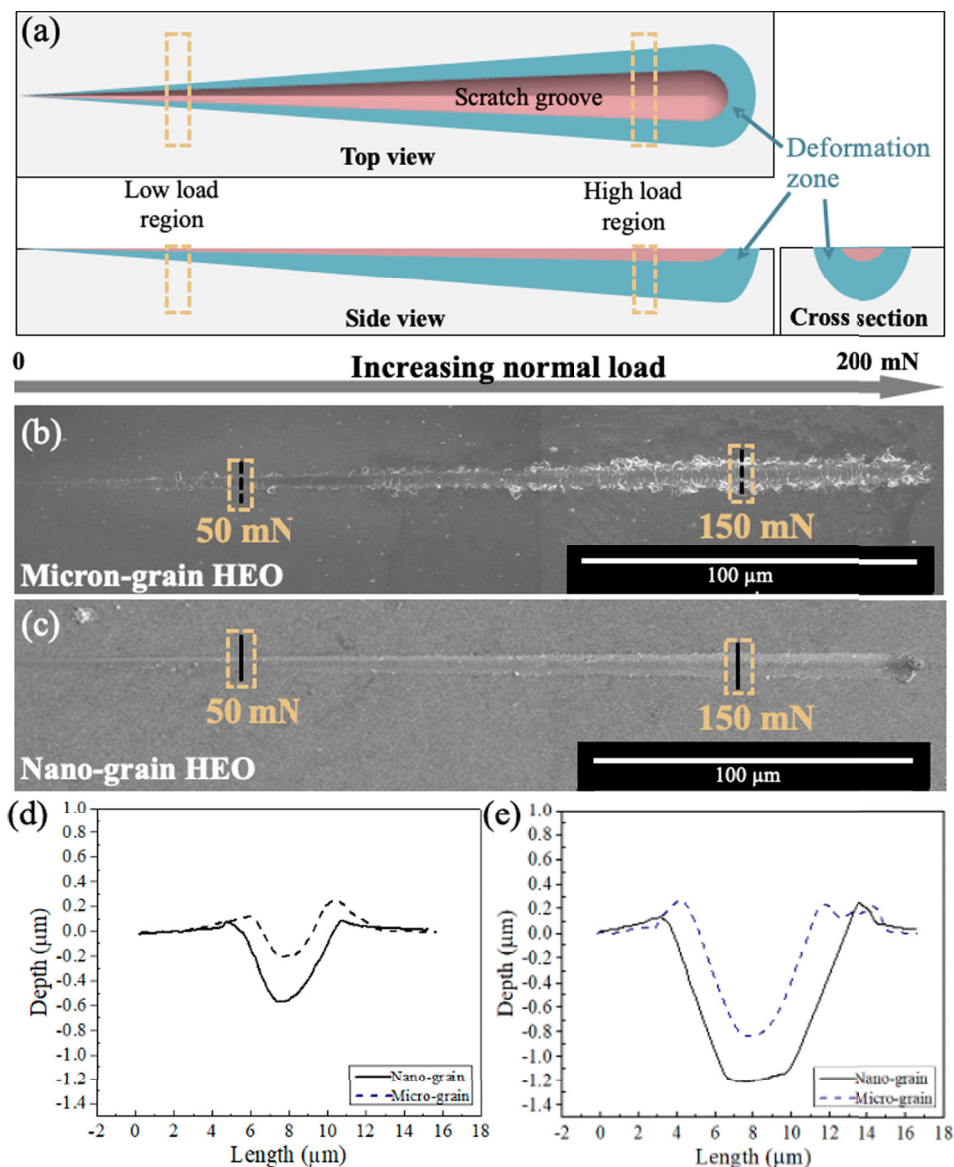 (a)
Scratch groove
Top view
Deformation
zone
Low load
region
High load
region
Side view
Cross section
0
Increasing normal load
200 mN
(b)
50 mN
150 mN
Micron-grain HEO
100 µm
(c)
50 mN
150 mN
Nano-grain HEO
100 µm
(d)
1.0
0.8
0.6
0.4
0.2
0.0
-0.2
-0.4
-0.6
-0.8
-1.0
-1.2
-1.4
Depth (µm)
Nano-grain
Micro-grain
-2 0 2 4 6 8 10 12 14 16 18
Length (µm)
(e)
1.0
0.8
0.6
0.4
0.2
0.0
-0.2
-0.4
-0.6
-0.8
-1.0
-1.2
-1.4
Depth (µm)
Nano-grain
Micro-grain
-2 0 2 4 6 8 10 12 14 16 18
Length (µm)